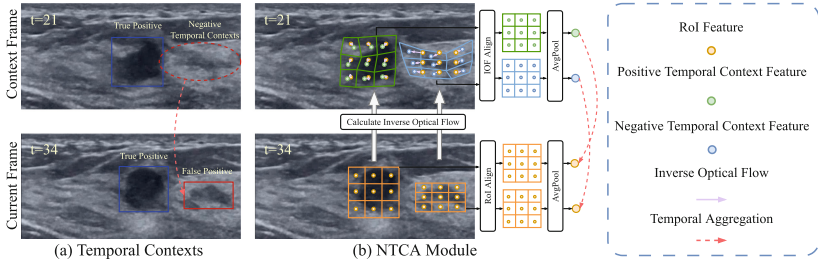 Context Frame
t=21
True Positive
Negative
Temporal Contexts
Current Frame
t=34
True Positive
False Positive
(a) Temporal Contexts
t=21
IOF Align
AvgPool
Calculate Inverse Optical Flow
t=34
RoI Align
AvgPool
(b) NTCA Module
RoI Feature
Positive Temporal Context Feature
Negative Temporal Context Feature
Inverse Optical Flow
Temporal Aggregation